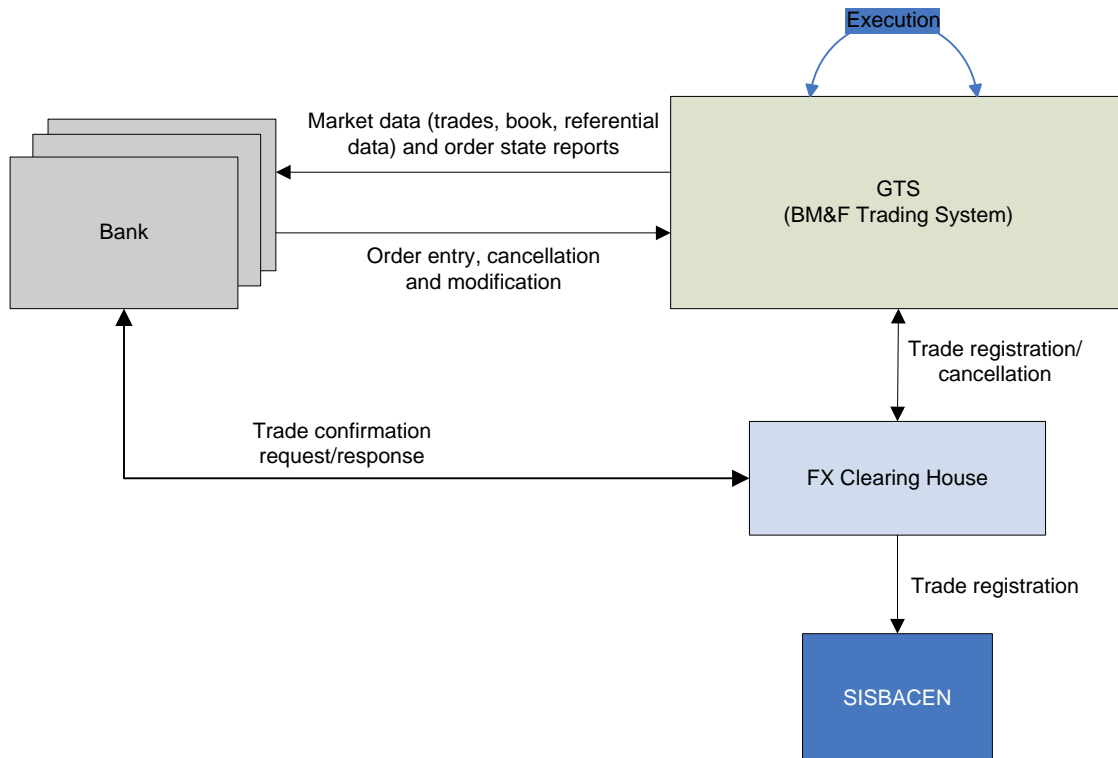 Execution
Market data (trades, book, referential
data) and order state reports
GTS
(BM&F Trading System)
Bank
Order entry, cancellation
and modification
Trade registration/
cancellation
Trade confirmation
request/response
FX Clearing House
Trade registration
SISBACEN